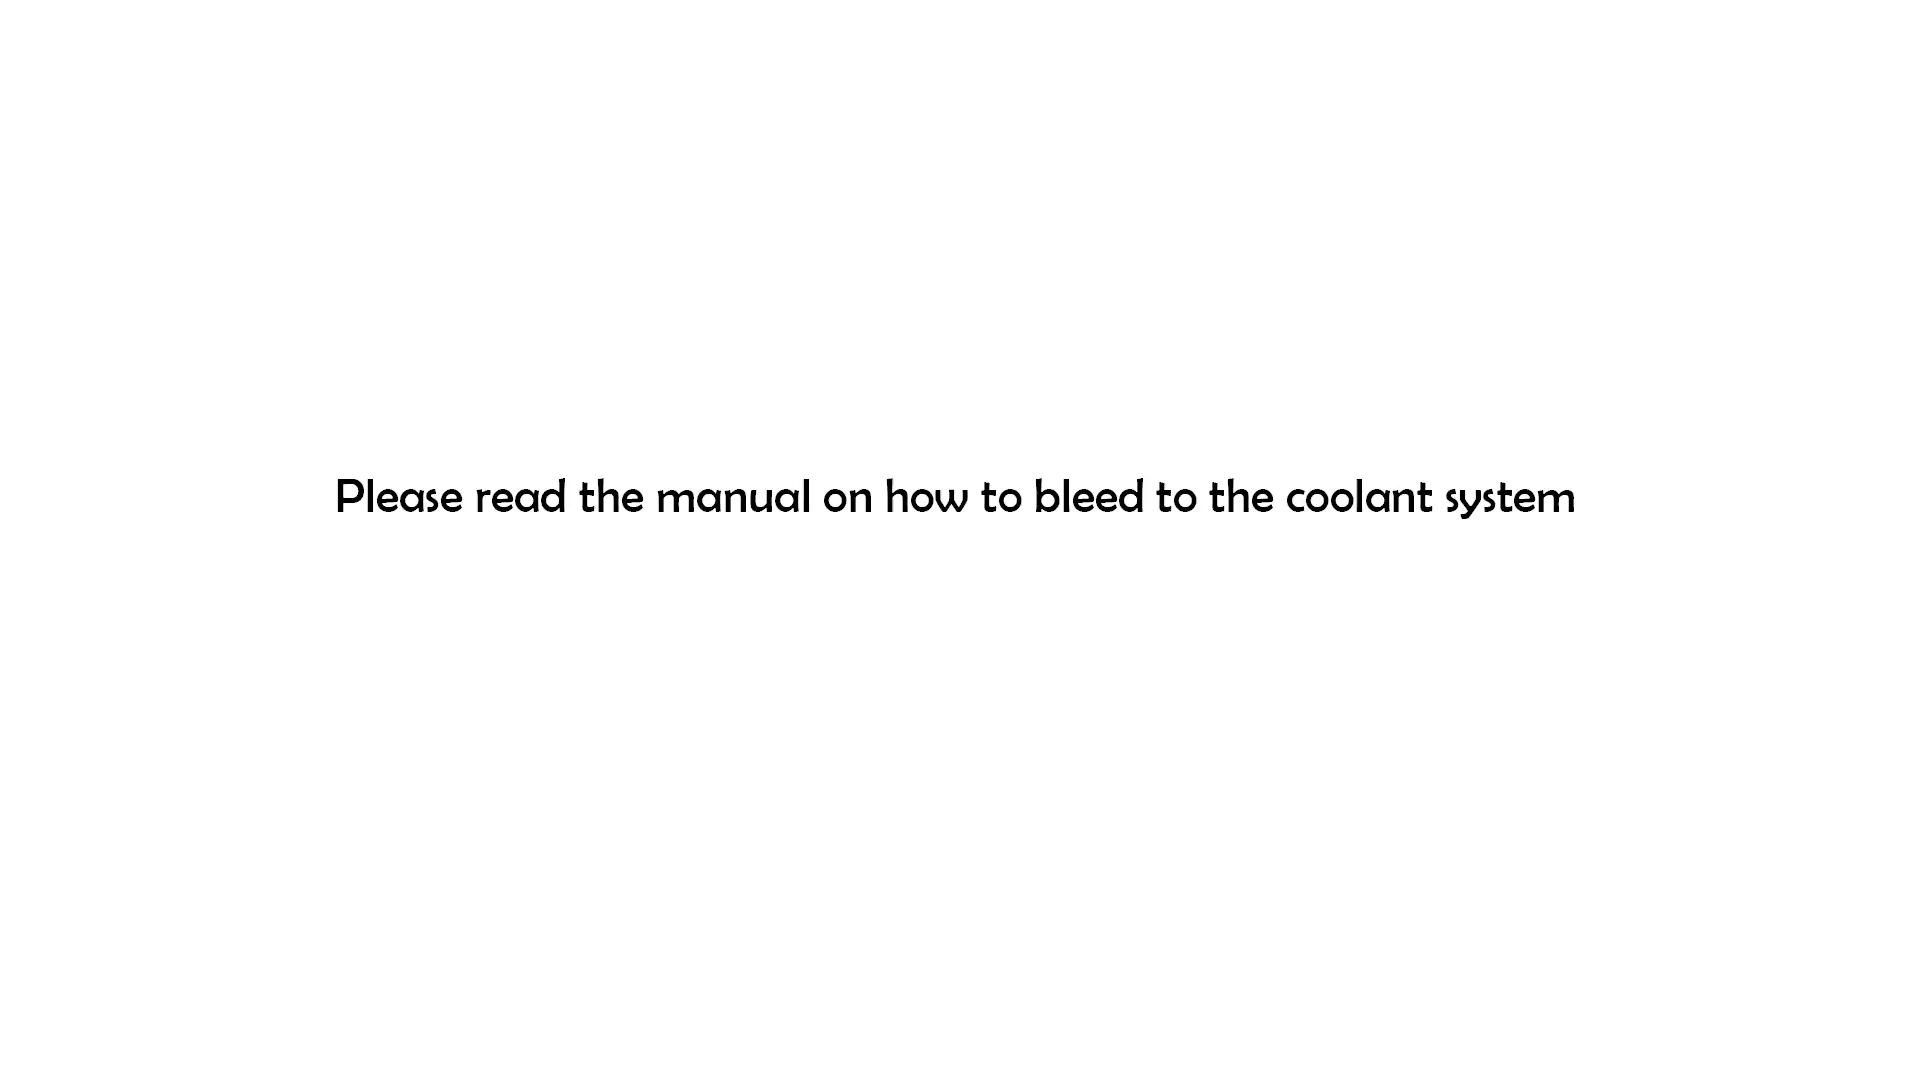 Please read the manual on how to bleed to the coolant system